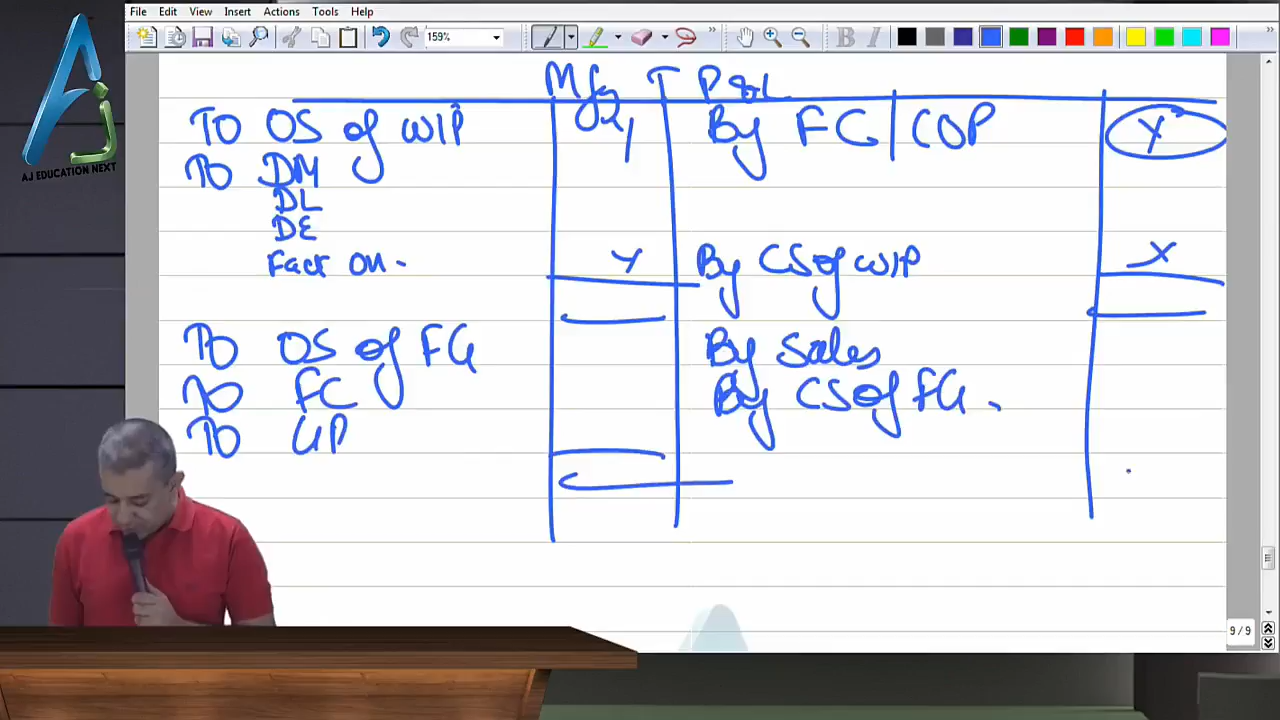 File Edit View Insert Actions Tools Help
159%
B I
AJ EDUCATION NEXT
Mfg T P&L
TO OS of WIP By FG/COP
TO DM
DL
DE
Fact OH. By CS of WIP X
TO OS of FG By Sales
TO By CS of FG
TO GP
9/9